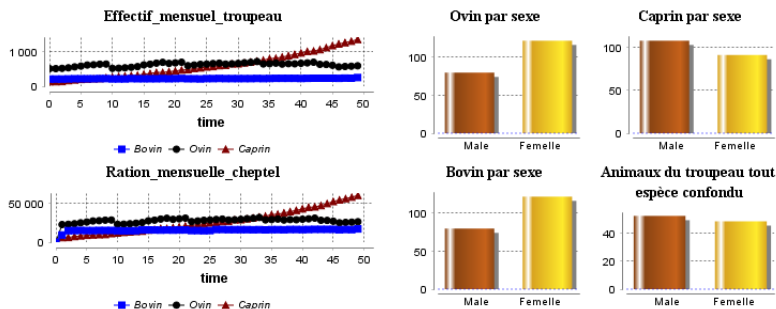 Effectif_mensuel_troupeau
1 000
0
0 5 10 15 20 25 30 35 40 45 50
time
Bovin Ovin Caprin
Ovin par sexe
100
50
0
Male Femelle
Caprin par sexe
100
50
0
Male Femelle
Ration_mensuelle_cheptel
50 000
0
0 5 10 15 20 25 30 35 40 45 50
time
Bovin Ovin Caprin
Bovin par sexe
100
50
0
Male Femelle
Animaux du troupeau tout
espèce confondu
40
20
0
Male Femelle